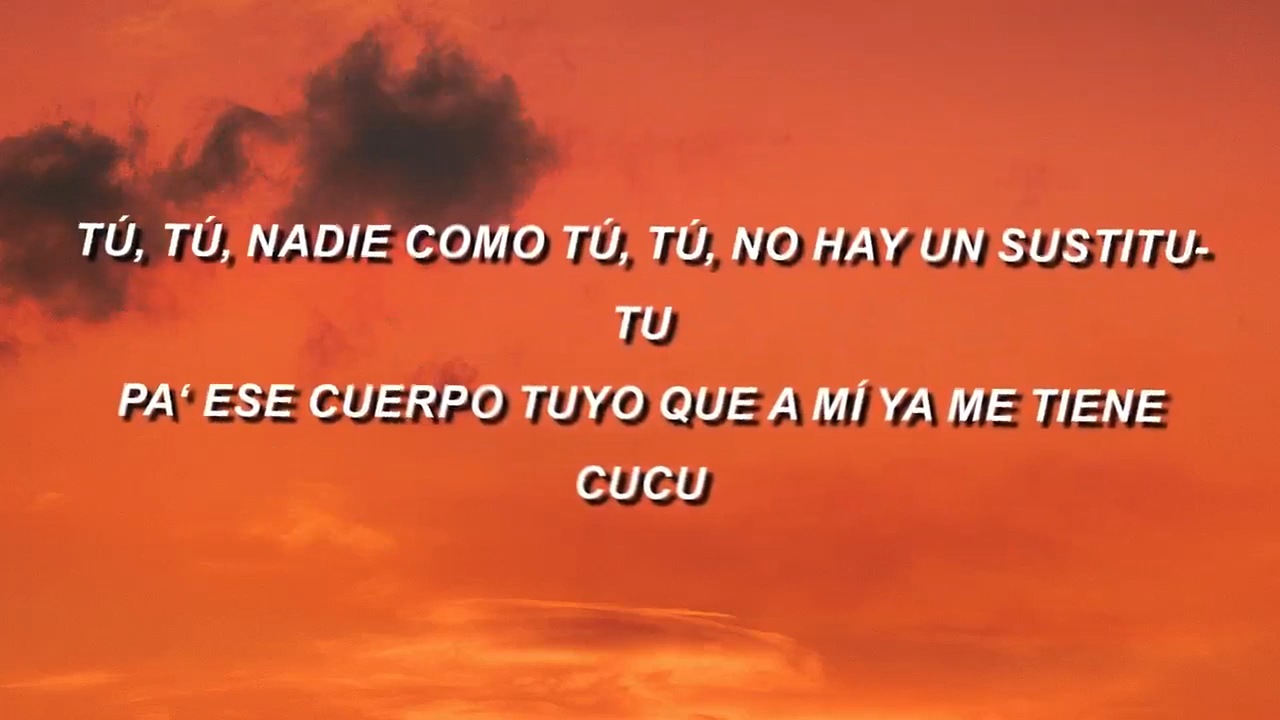 TÚ, TÚ, NADIE COMO TÚ, TÚ, NO HAY UN SUSTITU-
TU
PA‘ ESE CUERPO TUYO QUE A MÍ YA ME TIENE
CUCU